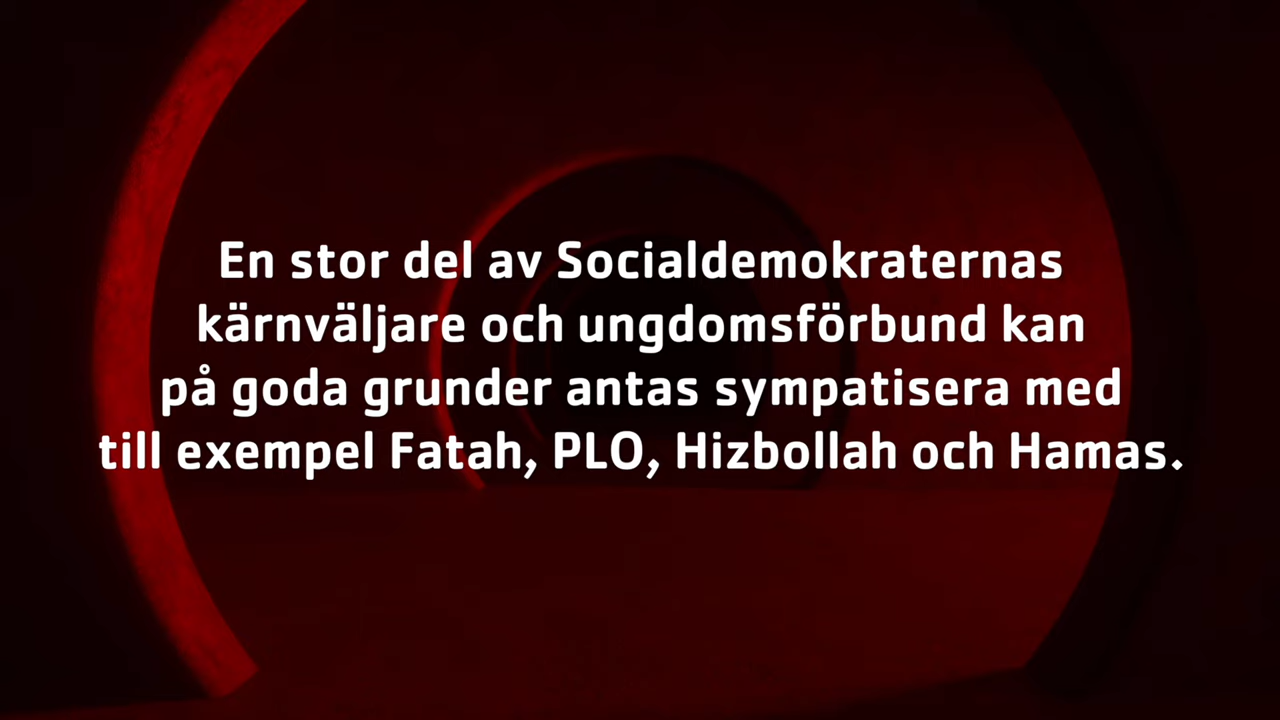 En stor del av Socialdemokraternas
kärnväljare och ungdomsförbund kan
på goda grunder antas sympatisera med
till exempel Fatah, PLO, Hizbollah och Hamas.